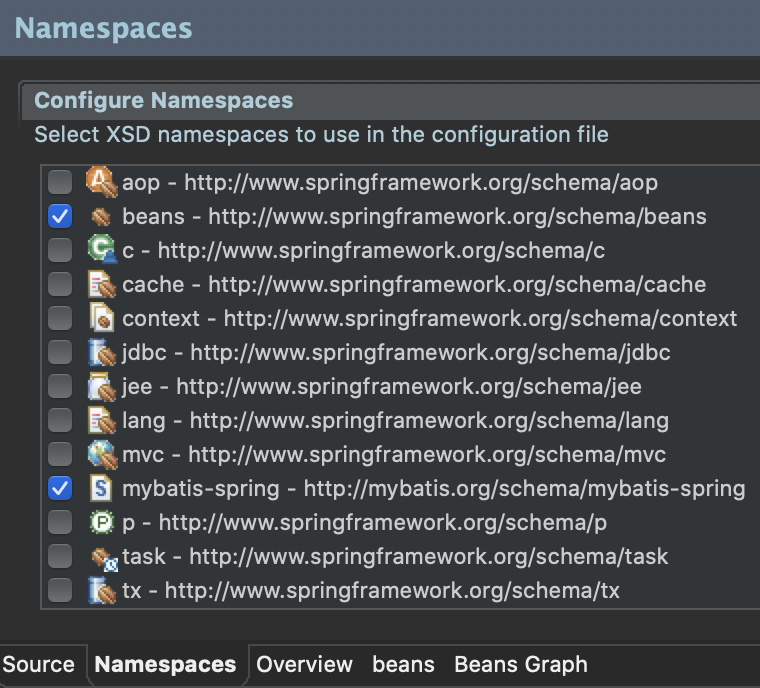 Namespaces
Configure Namespaces
Select XSD namespaces to use in the configuration file
aop - http://www.springframework.org/schema/aop
beans - http://www.springframework.org/schema/beans
c - http://www.springframework.org/schema/c
cache - http://www.springframework.org/schema/cache
context - http://www.springframework.org/schema/context
jdbc - http://www.springframework.org/schema/jdbc
jee - http://www.springframework.org/schema/jee
lang - http://www.springframework.org/schema/lang
mvc - http://www.springframework.org/schema/mvc
mybatis-spring - http://mybatis.org/schema/mybatis-spring
p - http://www.springframework.org/schema/p
task - http://www.springframework.org/schema/task
tx - http://www.springframework.org/schema/tx
Source Namespaces Overview beans Beans Graph